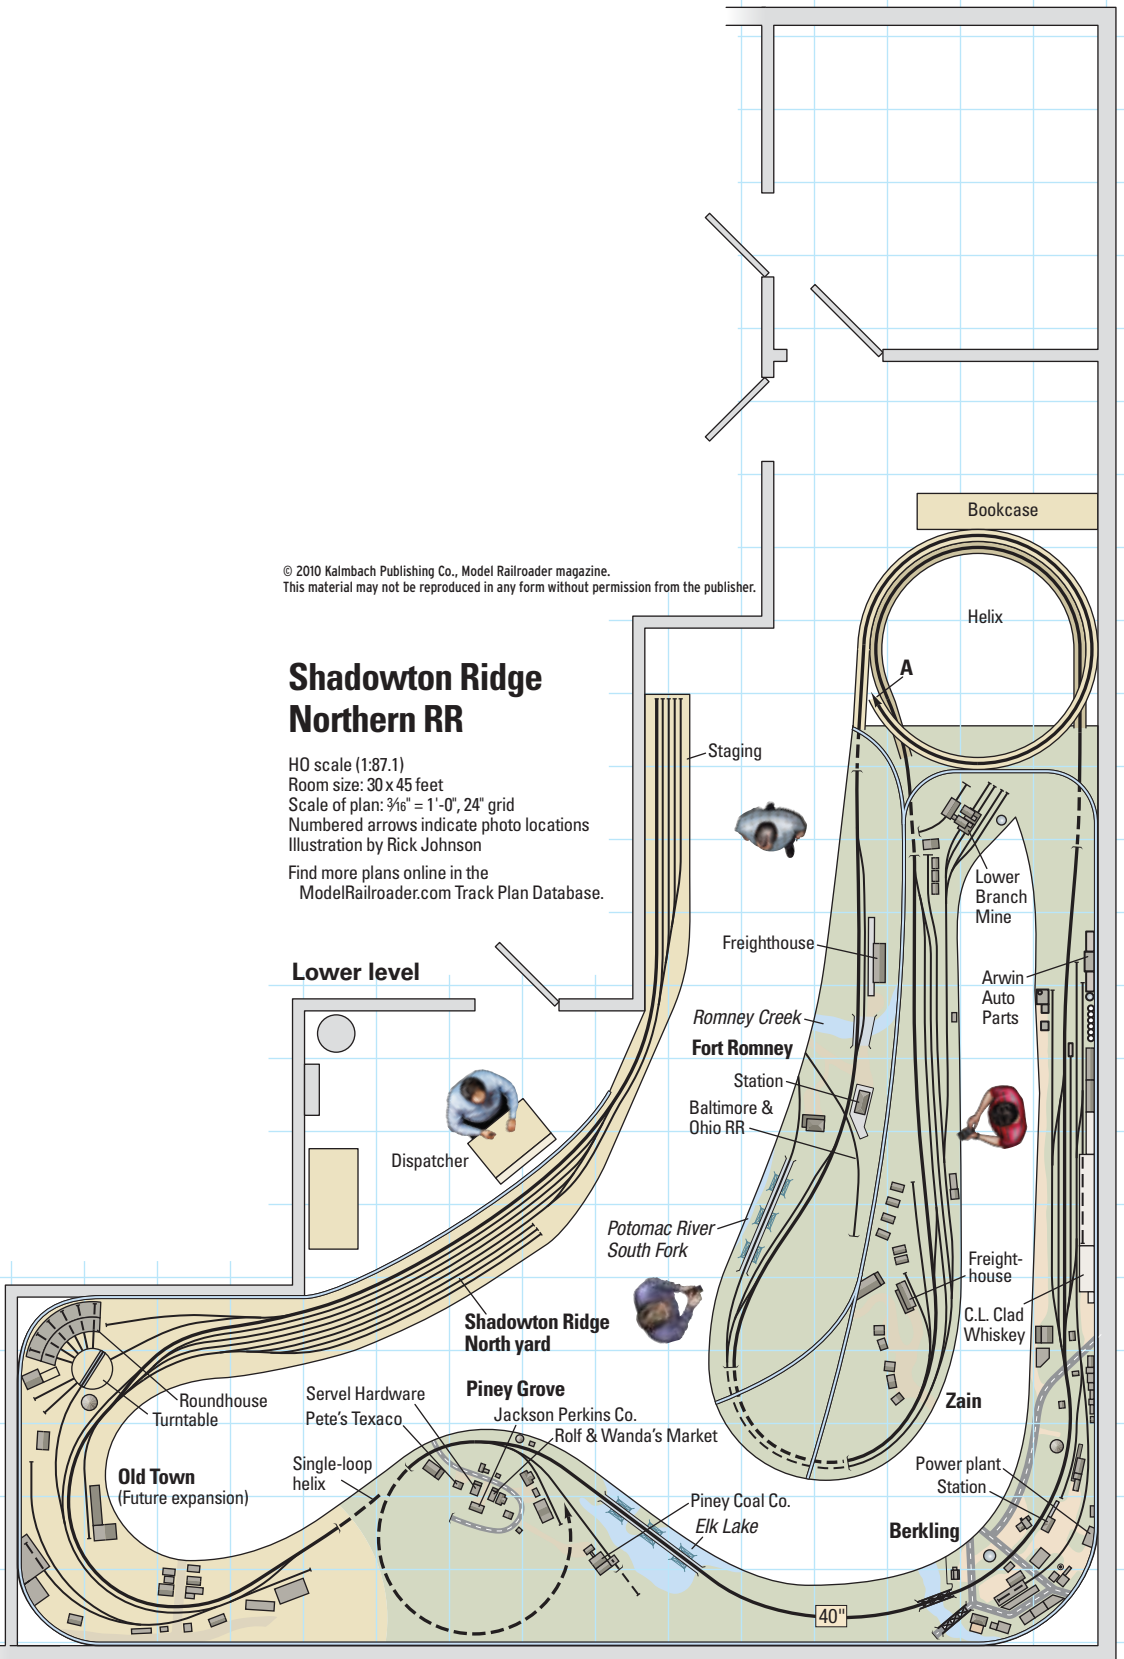 Bookcase
© 2010 Kalmbach Publishing Co., Model Railroader magazine.
This material may not be reproduced in any form without permission from the publisher.
Helix
A
Shadowton Ridge
Northern RR
HO scale (1:87.1)
Room size: 30 x 45 feet
Scale of plan: 3⁄16" = 1'-0", 24" grid
Numbered arrows indicate photo locations
Illustration by Rick Johnson
Find more plans online in the
ModelRailroader.com Track Plan Database.
Staging
Lower level
Lower
Branch
Mine
Freighthouse
Arwin
Auto
Parts
Romney Creek
Fort Romney
Station
Baltimore &
Ohio RR
Dispatcher
Potomac River
South Fork
Freight-
house
C.L. Clad
Whiskey
Shadowton Ridge
North yard
Roundhouse
Turntable
Servel Hardware
Pete's Texaco
Piney Grove
Jackson Perkins Co.
Rolf & Wanda's Market
Zain
Single-loop
helix
Old Town
(Future expansion)
Power plant
Station
Piney Coal Co.
Elk Lake
Berkling
40"